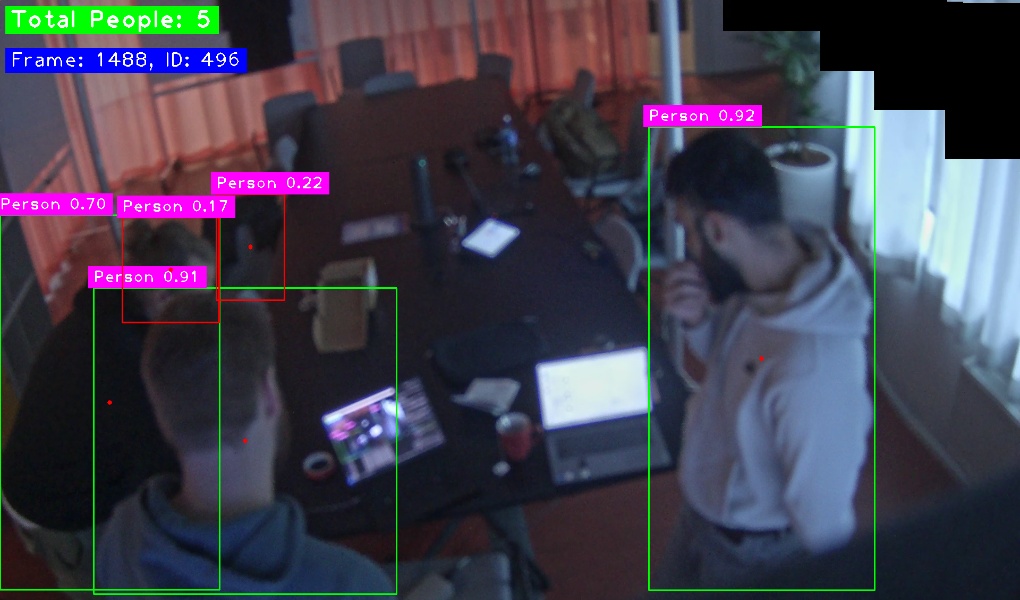 Total People: 5
Frame: 1488, ID: 496
Person 0.92
Person 0.22
Person 0.70
Person 0.17
Person 0.91